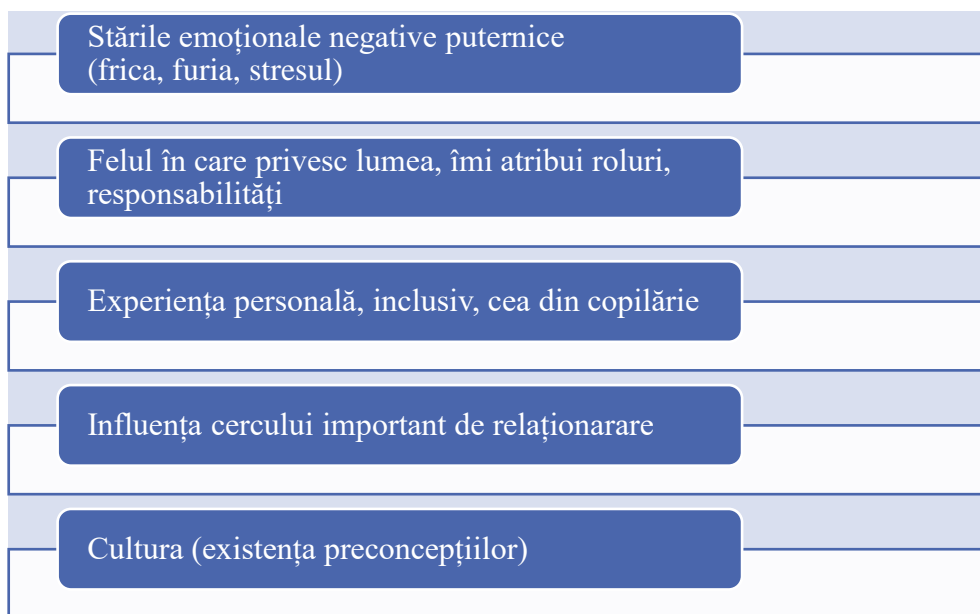 Stările emoționale negative puternice
(frica, furia, stresul)
Felul în care privesc lumea, îmi atribui roluri,
responsabilități
Experiența personală, inclusiv, cea din copilărie
Influența cercului important de relaționarare
Cultura (existența preconcepțiilor)